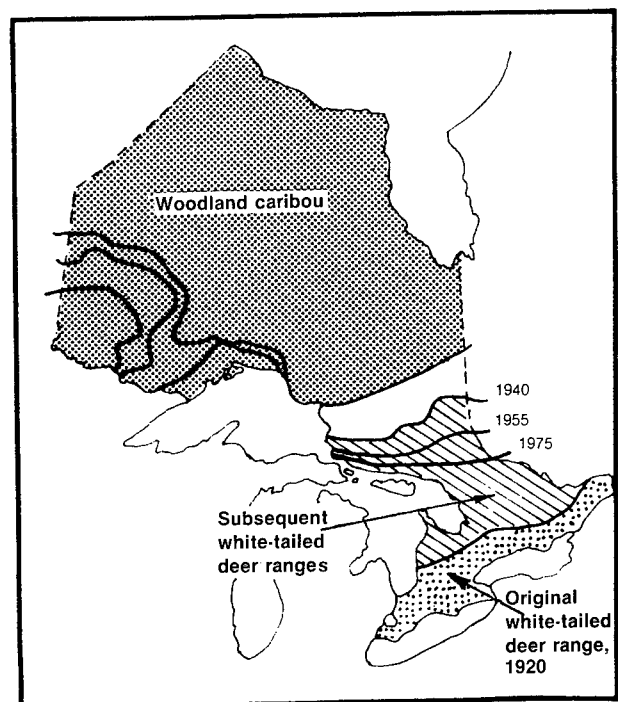 Woodland caribou
1940
1955
1975
Subsequent
white-tailed
deer ranges
Original
white-tailed
deer range,
1920